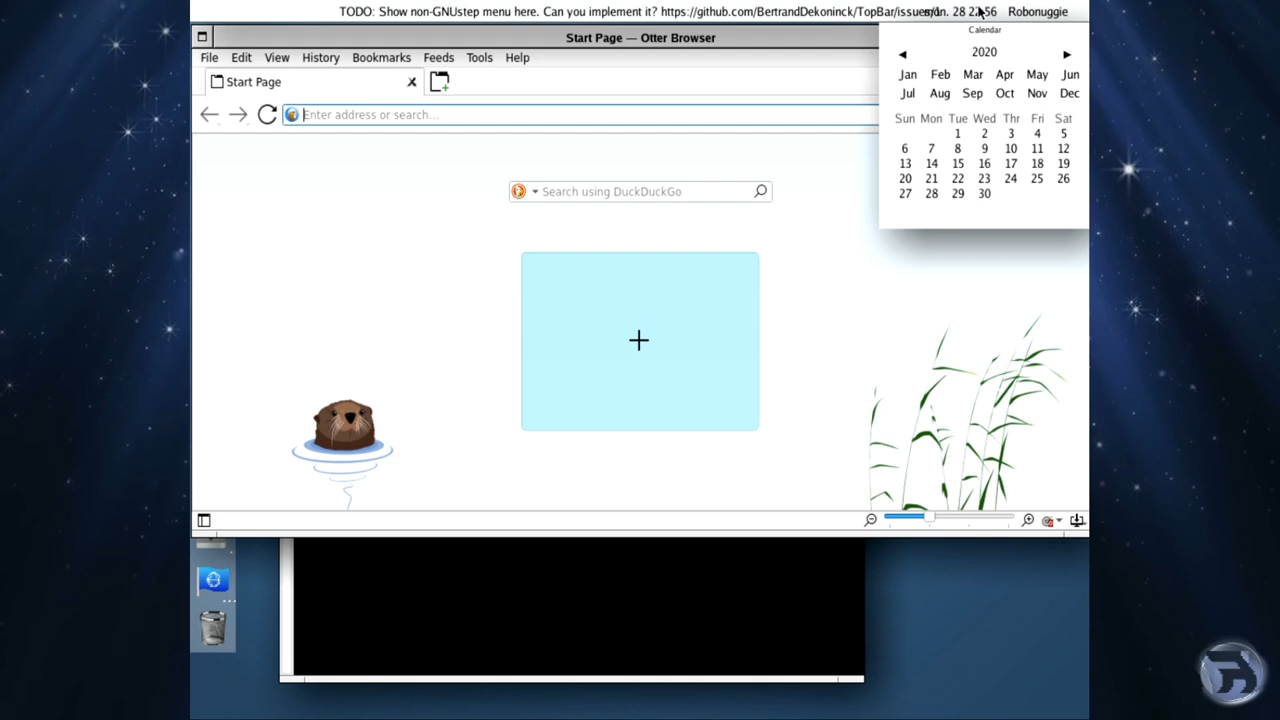 TODO: Show non-GNUstep menu here. Can you implement it? https://github.com/BertrandDekoninck/TopBar/issues/1 28 Robonuggie
Start Page — Otter Browser
File Edit View History Bookmarks Feeds Tools Help
Start Page
Enter address or search…
Search using DuckDuckGo
Calendar
◄ 2020 ►
Jan Feb Mar Apr May Jun
Jul Aug Sep Oct Nov Dec
Sun Mon Tue Wed Thr Fri Sat
1 2 3 4 5
6 7 8 9 10 11 12
13 14 15 16 17 18 19
20 21 22 23 24 25 26
27 28 29 30